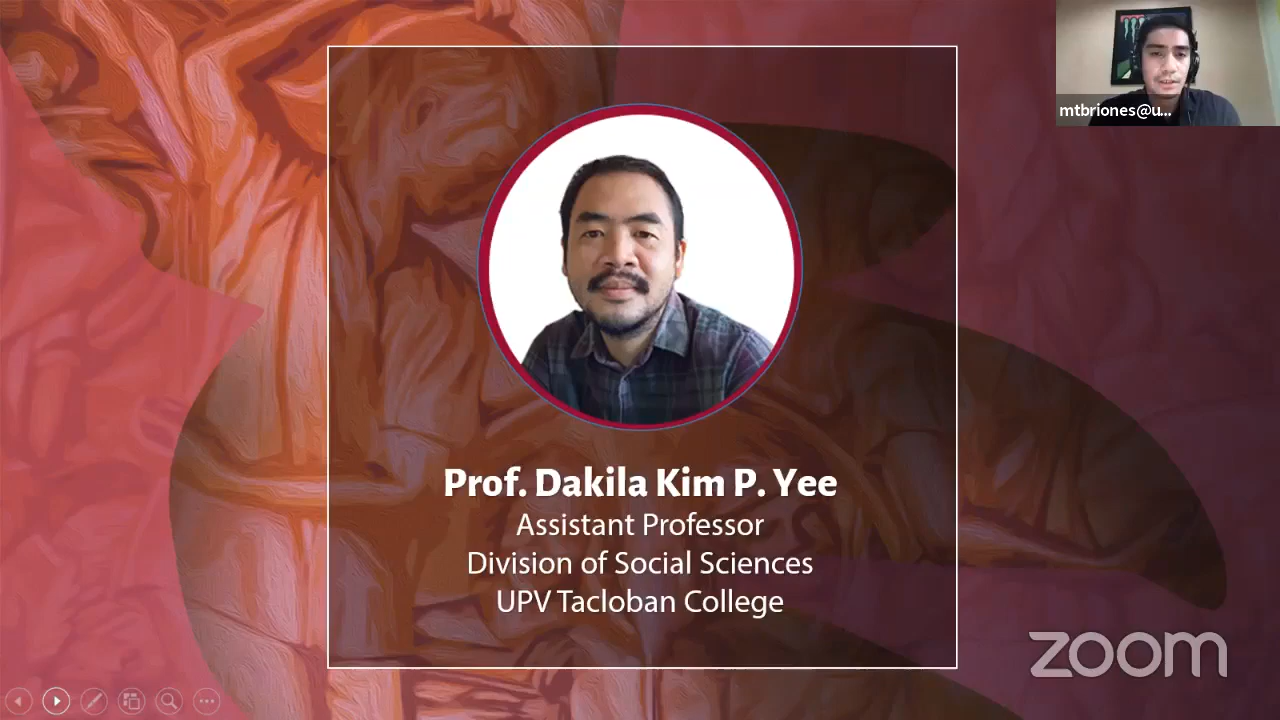 mtbriones@u...
Prof. Dakila Kim P. Yee
Assistant Professor
Division of Social Sciences
UPV Tacloban College
zoom